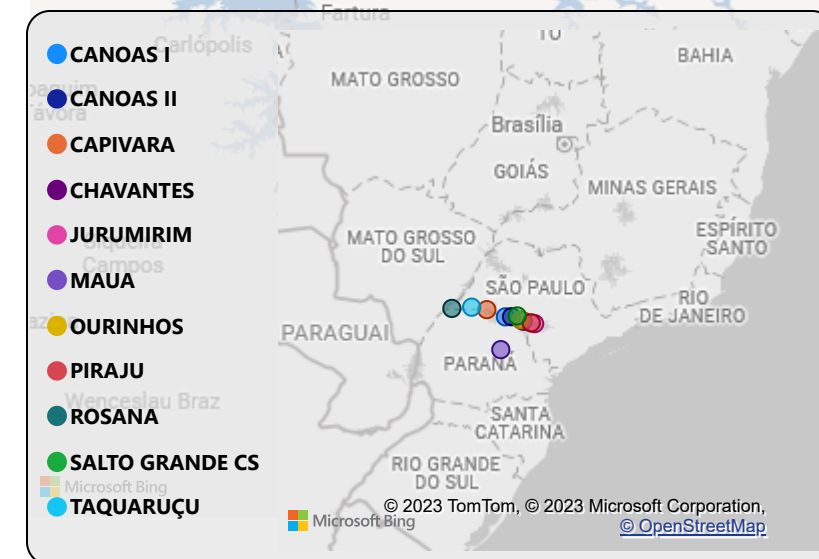 Fartura
Carlópolis
Siqueira
Campos
Wenceslau Braz
CANOAS I
CANOAS II
CAPIVARA
CHAVANTES
JURUMIRIM
MAUA
OURINHOS
PIRAJU
ROSANA
SALTO GRANDE CS
TAQUARUÇU
Microsoft Bing
TO
BAHIA
MATO GROSSO
Brasília
GOIÁS
MINAS GERAIS
ESPÍRITO
SANTO
MATO GROSSO
DO SUL
SÃO PAULO
RIO
DE JANEIRO
PARAGUAI
PARANÁ
SANTA
CATARINA
RIO GRANDE
DO SUL
© 2023 TomTom, © 2023 Microsoft Corporation,
Microsoft Bing
© OpenStreetMap